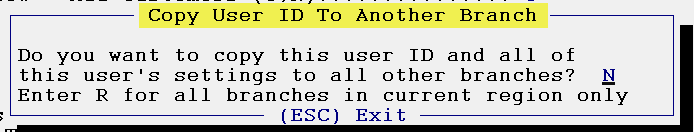 Copy User ID To Another Branch
Do you want to copy this user ID and all of
this user's settings to all other branches? N
Enter R for all branches in current region only
(ESC) Exit